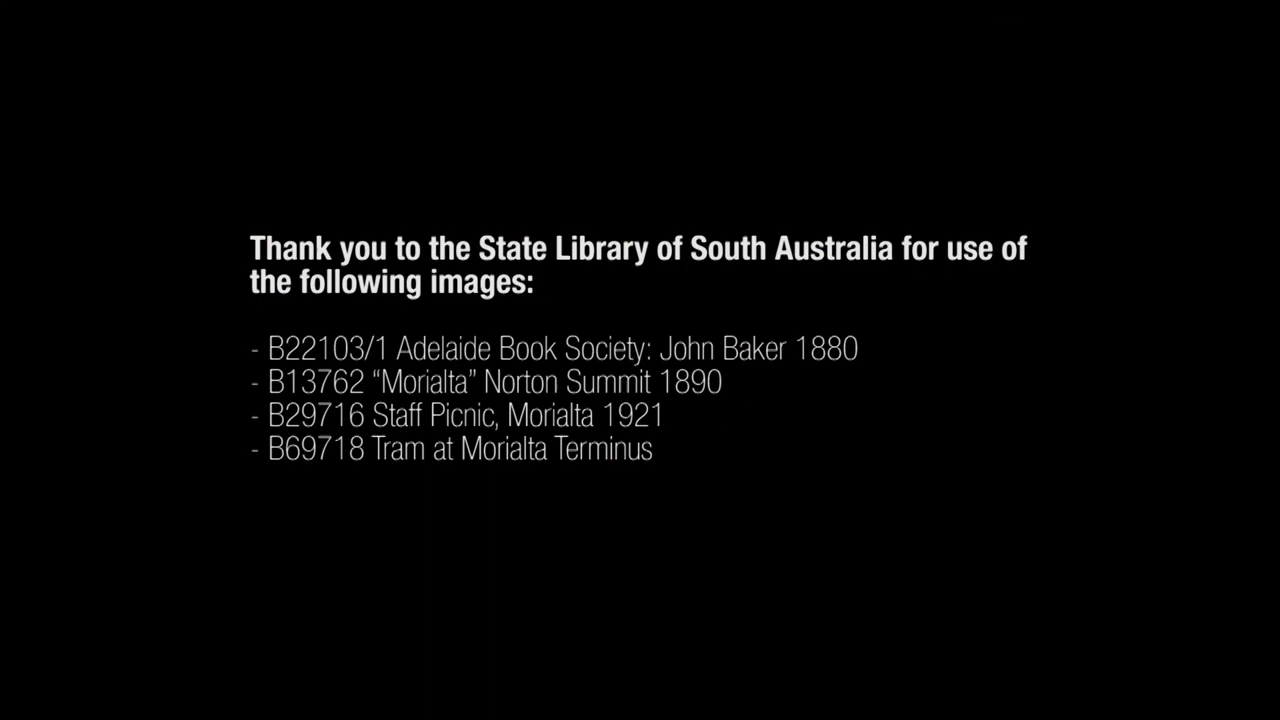 Thank you to the State Library of South Australia for use of
the following images:
- B22103/1 Adelaide Book Society: John Baker 1880
- B13762 “Morialta” Norton Summit 1890
- B29716 Staff Picnic, Morialta 1921
- B69718 Tram at Morialta Terminus